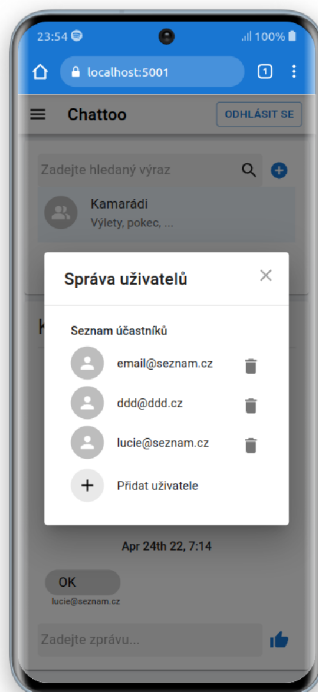 23:54
100%
localhost:5001
1
Chattoo
ODHLÁSIT SE
Zadejte hledaný výraz
Kamarádi
Výlety, pokec, ...
Správa uživatelů
K
Seznam účastníků
email@seznam.cz
ddd@ddd.cz
lucie@seznam.cz
Přidat uživatele
Apr 24th 22, 7:14
OK
lucie@seznam.cz
Zadejte zprávu...